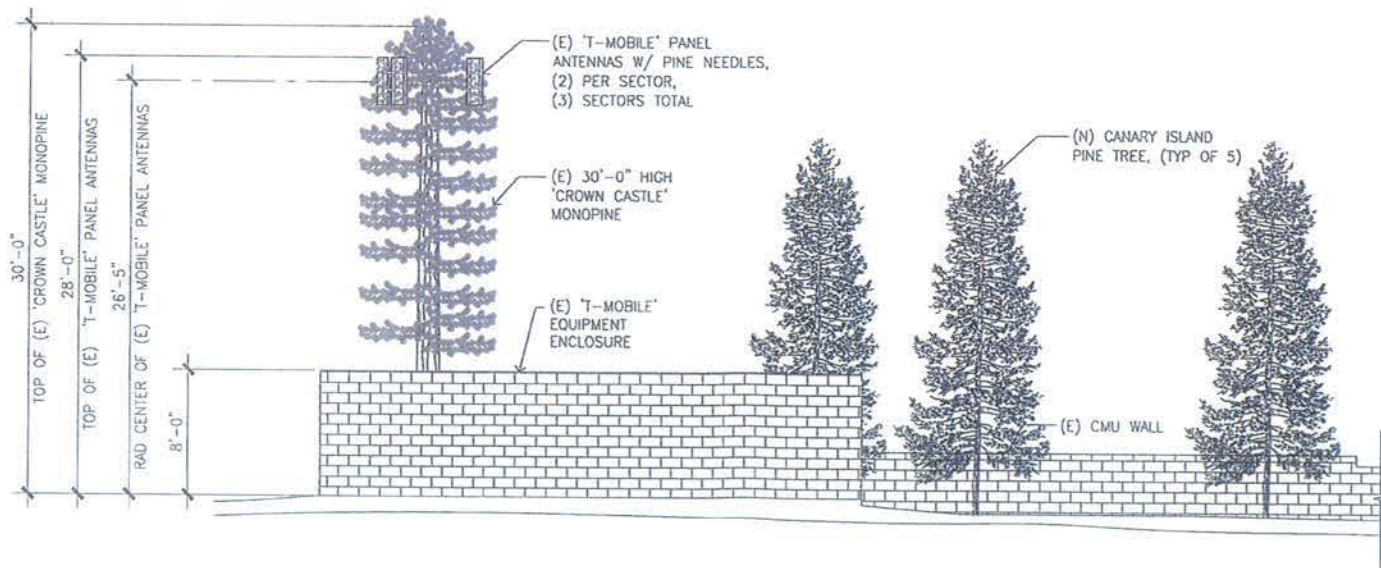 30'-0"
TOP OF (E) 'CROWN CASTLE' MONOPINE
28'-0"
TOP OF (E) 'T-MOBILE' PANEL ANTENNAS
26'-5"
RAD CENTER OF (E) 'T-MOBILE' PANEL ANTENNAS
8'-0"
(E) 'T-MOBILE' PANEL
ANTENNAS W/ PINE NEEDLES,
(2) PER SECTOR,
(3) SECTORS TOTAL
(E) 30'-0" HIGH
'CROWN CASTLE'
MONOPINE
(E) 'T-MOBILE'
EQUIPMENT
ENCLOSURE
(N) CANARY ISLAND
PINE TREE, (TYP OF 5)
(E) CMU WALL